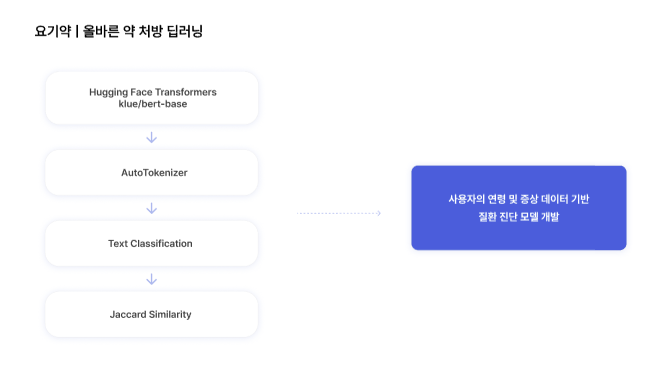 요기약 | 올바른 약 처방 딥러닝
Hugging Face Transformers
klue/bert-base
AutoTokenizer
Text Classification
Jaccard Similarity
사용자의 연령 및 증상 데이터 기반
질환 진단 모델 개발